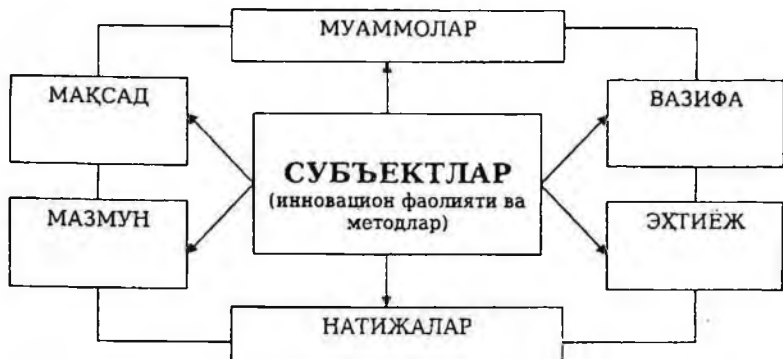 МУАММОЛАР
МАҚСАД
ВАЗИФА
СУБЪЕКТЛАР
(инновацион фаолияти ва
методлар)
МАЗМУН
ЭҲТИЁЖ
НАТИЖАЛАР